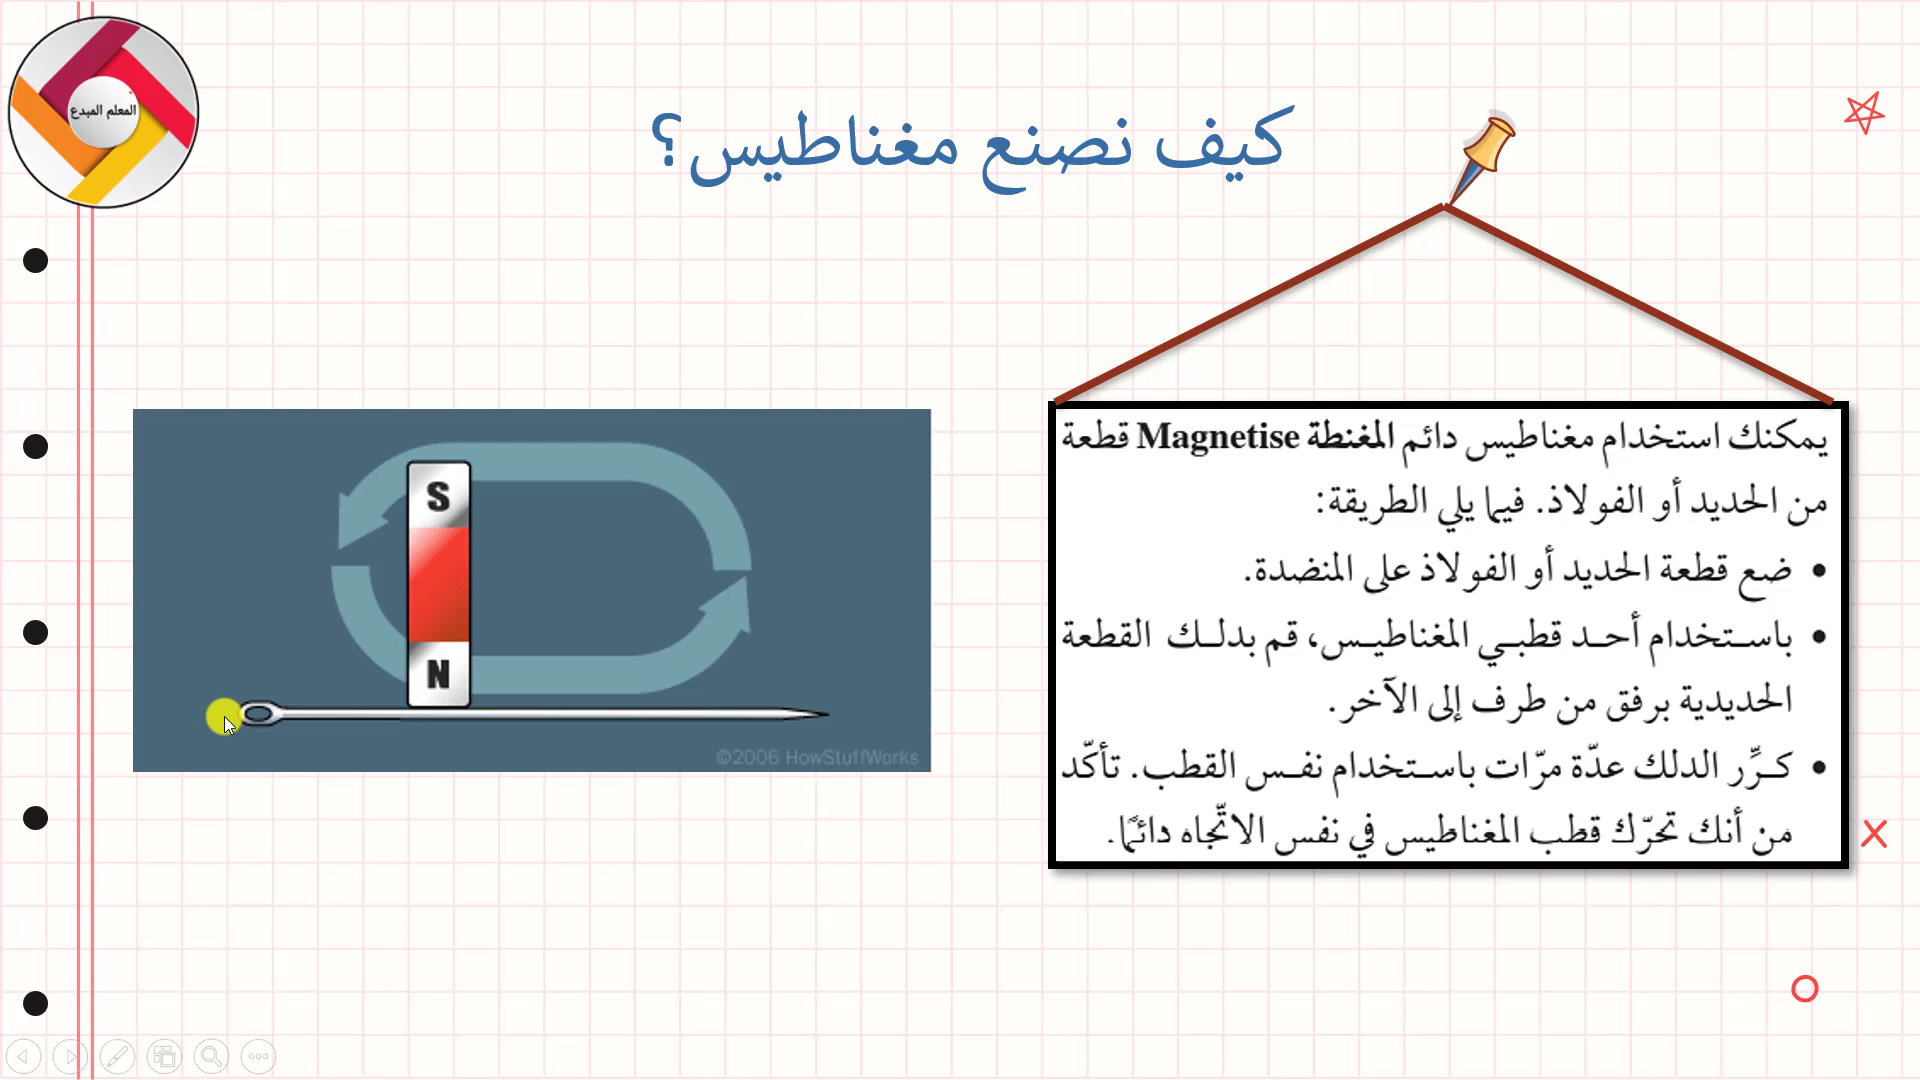 المعلم المبدع
كيف نصنع مغناطيس؟
يمكنك استخدام مغناطيس دائم المغنطة Magnetise قطعة
من الحديد أو الفولاذ. فيما يلي الطريقة:
• ضع قطعة الحديد أو الفولاذ على المنضدة.
• باستخدام أحد قطبي المغناطيس، قم بدلك القطعة
الحديدية برفق من طرف إلى الآخر.
• كرِّر الدلك عدّة مرّات باستخدام نفس القطب. تأكّد
من أنك تحرّك قطب المغناطيس في نفس الاتّجاه دائمًا.
S
N
©2006 HowStuffWorks